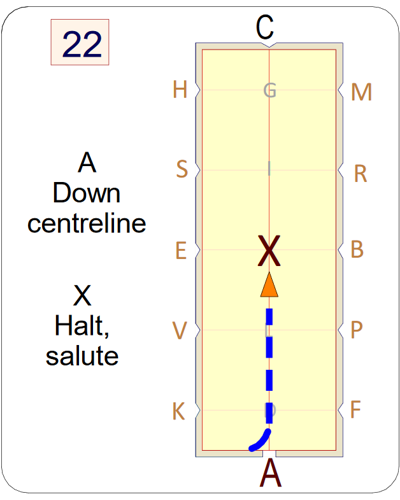 22
C
H G M
S I R
A
Down
centreline
E X B
X
Halt,
salute
V P
K D F
A